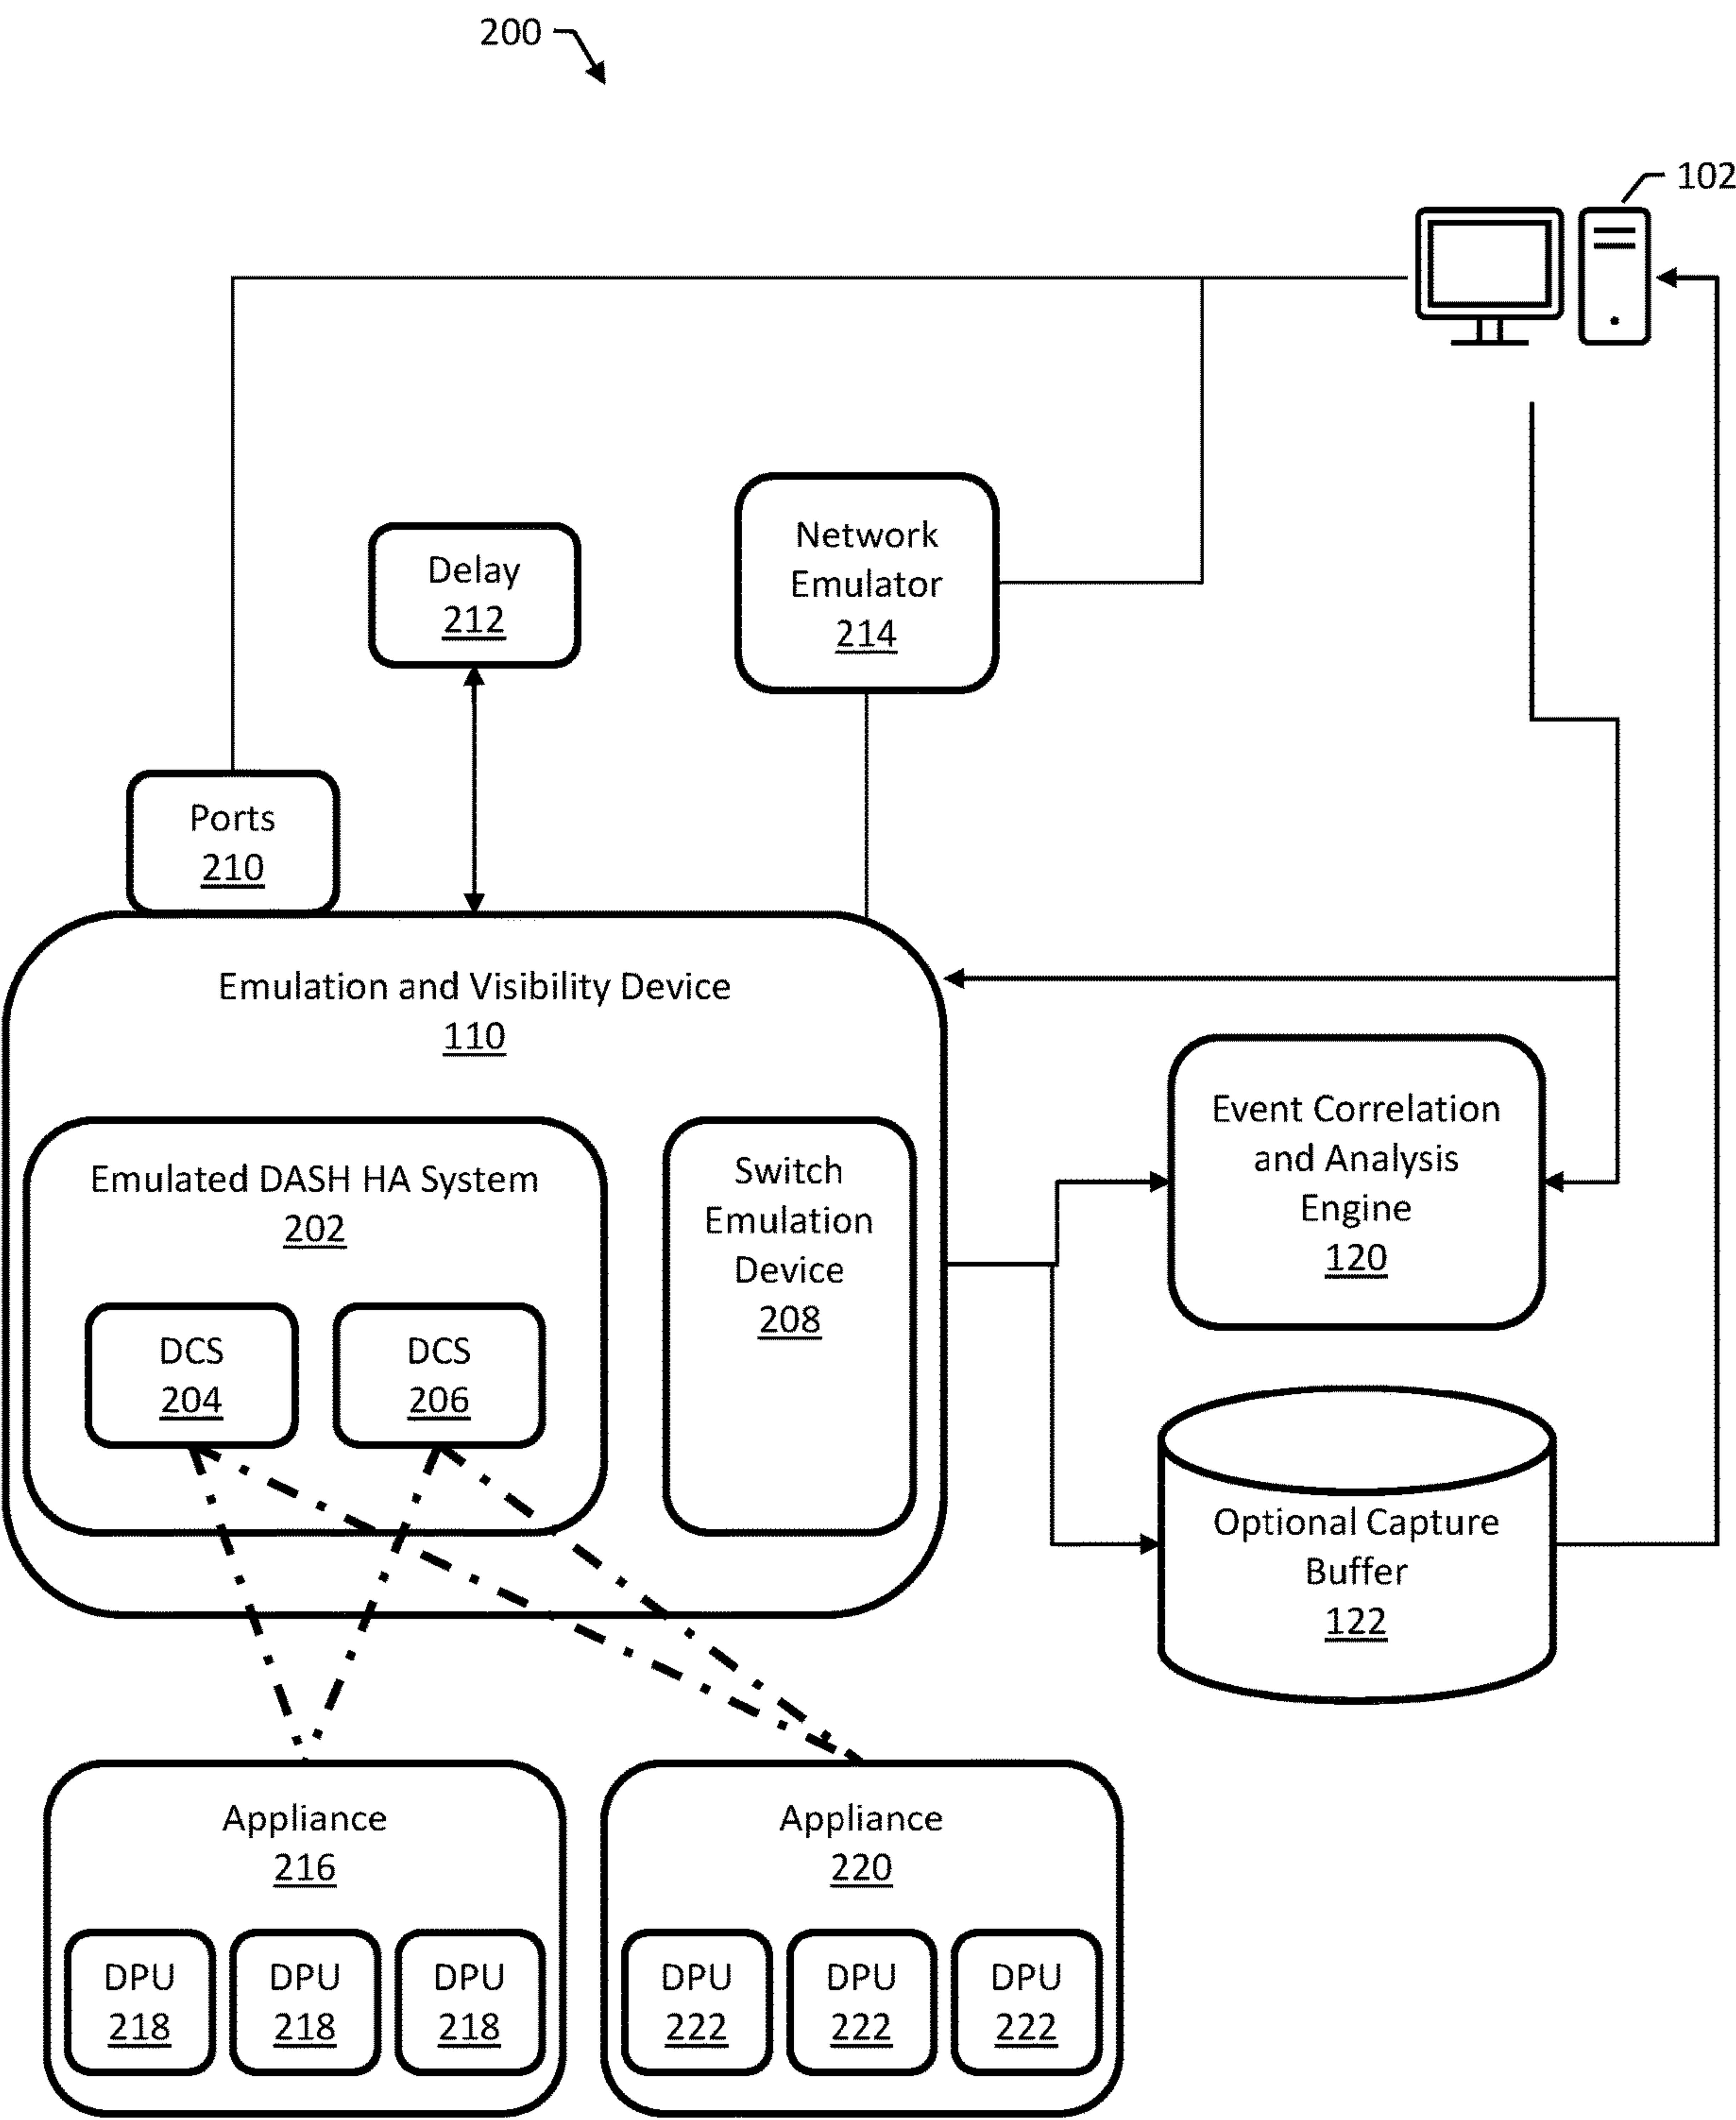 200
102
Network
Emulator
214
Delay
212
Ports
210
Emulation and Visibility Device
110
Emulated DASH HA System
202
DCS
204
DCS
206
Switch
Emulation
Device
208
Event Correlation
and Analysis
Engine
120
Optional Capture
Buffer
122
Appliance
216
DPU
218
DPU
218
DPU
218
Appliance
220
DPU
222
DPU
222
DPU
222